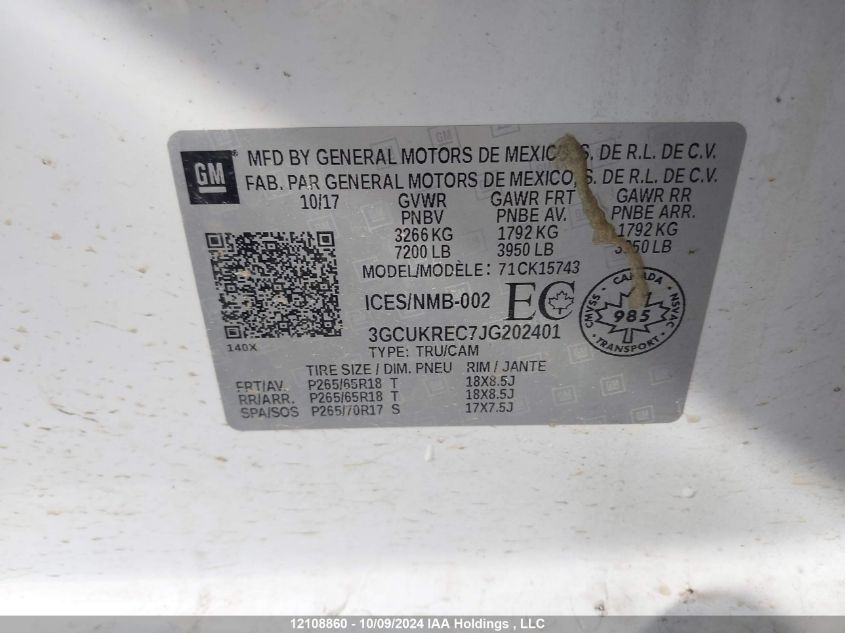 GM
MFD BY GENERAL MOTORS DE MEXICO, S. DE R.L. DE C.V.
FAB. PAR GENERAL MOTORS DE MEXICO, S. DE R.L. DE C.V.
10/17 GVWR GAWR FRT GAWR RR
PNBV PNBE AV. PNBE ARR.
3266 KG 1792 KG 1792 KG
7200 LB 3950 LB 3950 LB
MODEL/MODÈLE: 71CK15743
ICES/NMB-002 EC
3GCUKREC7JG202401
140X
TYPE: TRU/CAM
CANADA
CMVSS 985 NSVAC
TRANSPORT
TIRE SIZE / DIM. PNEU RIM / JANTE
FRT/AV. P265/65R18 T 18X8.5J
RR/ARR. P265/65R18 T 18X8.5J
SPA/SOS P265/70R17 S 17X7.5J
12108860 - 10/09/2024 IAA Holdings , LLC